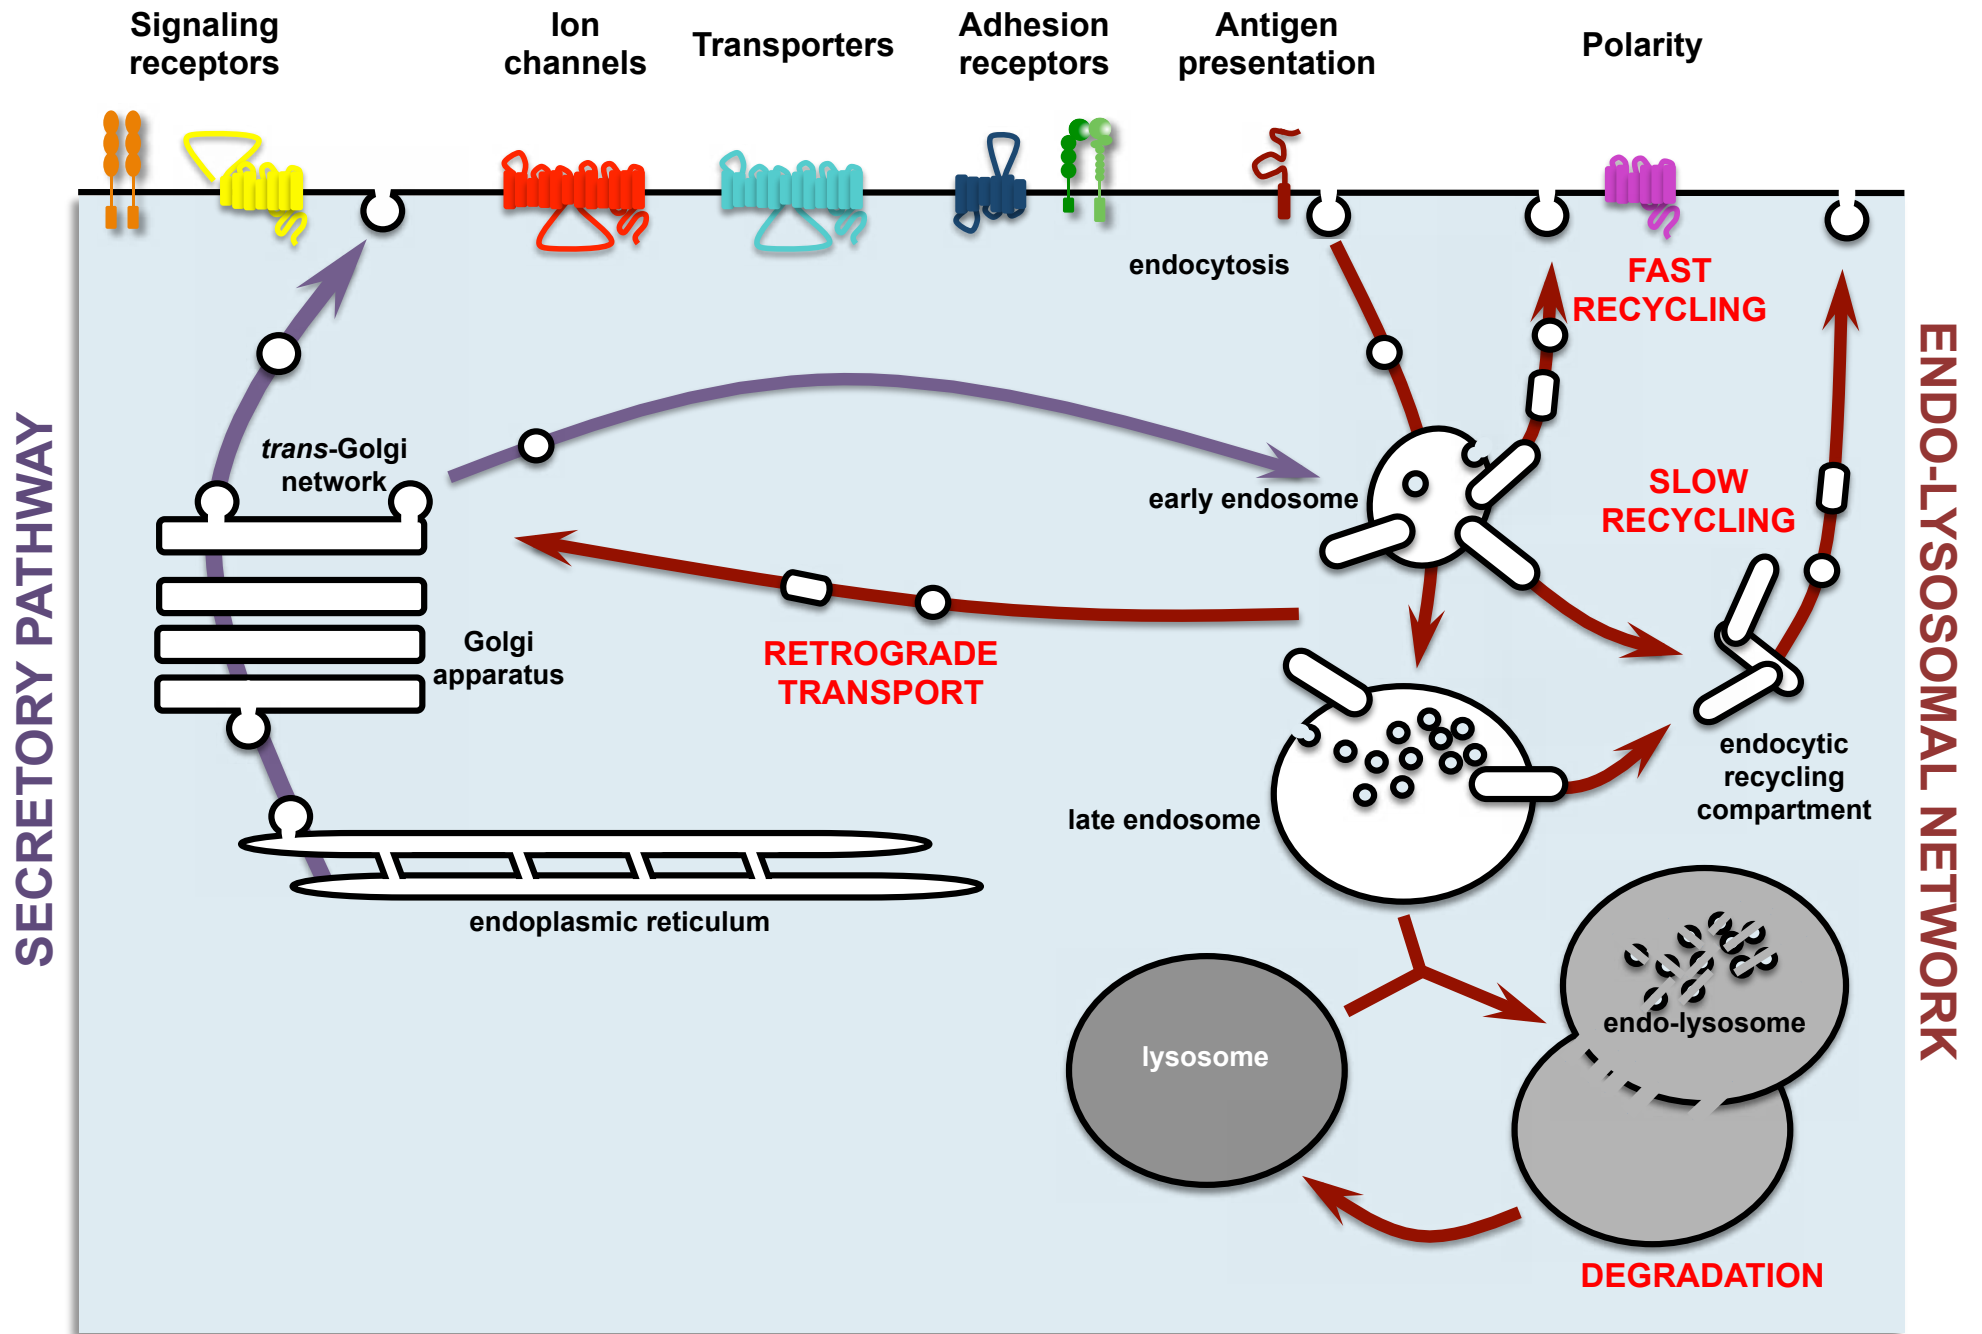 Signaling
receptors
Ion
channels
Transporters
Adhesion
receptors
Antigen
presentation
Polarity
endocytosis
FAST
RECYCLING
trans-Golgi
network
early endosome
SLOW
RECYCLING
Golgi
apparatus
RETROGRADE
TRANSPORT
endocytic
recycling
compartment
late endosome
endoplasmic reticulum
endo-lysosome
lysosome
DEGRADATION
SECRETORY PATHWAY
ENDO-LYSOSOMAL NETWORK